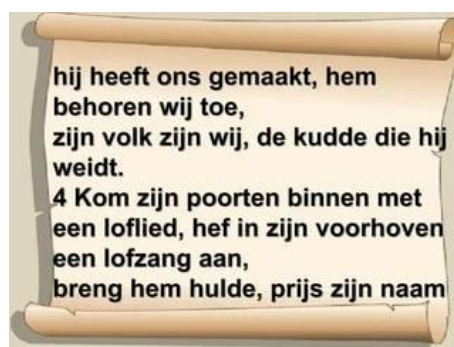 hij heeft ons gemaakt, hem
behoren wij toe,
zijn volk zijn wij, de kudde die hij
weidt.
4 Kom zijn poorten binnen met
een loflied, hef in zijn voorhoven
een lofzang aan,
breng hem hulde, prijs zijn naam